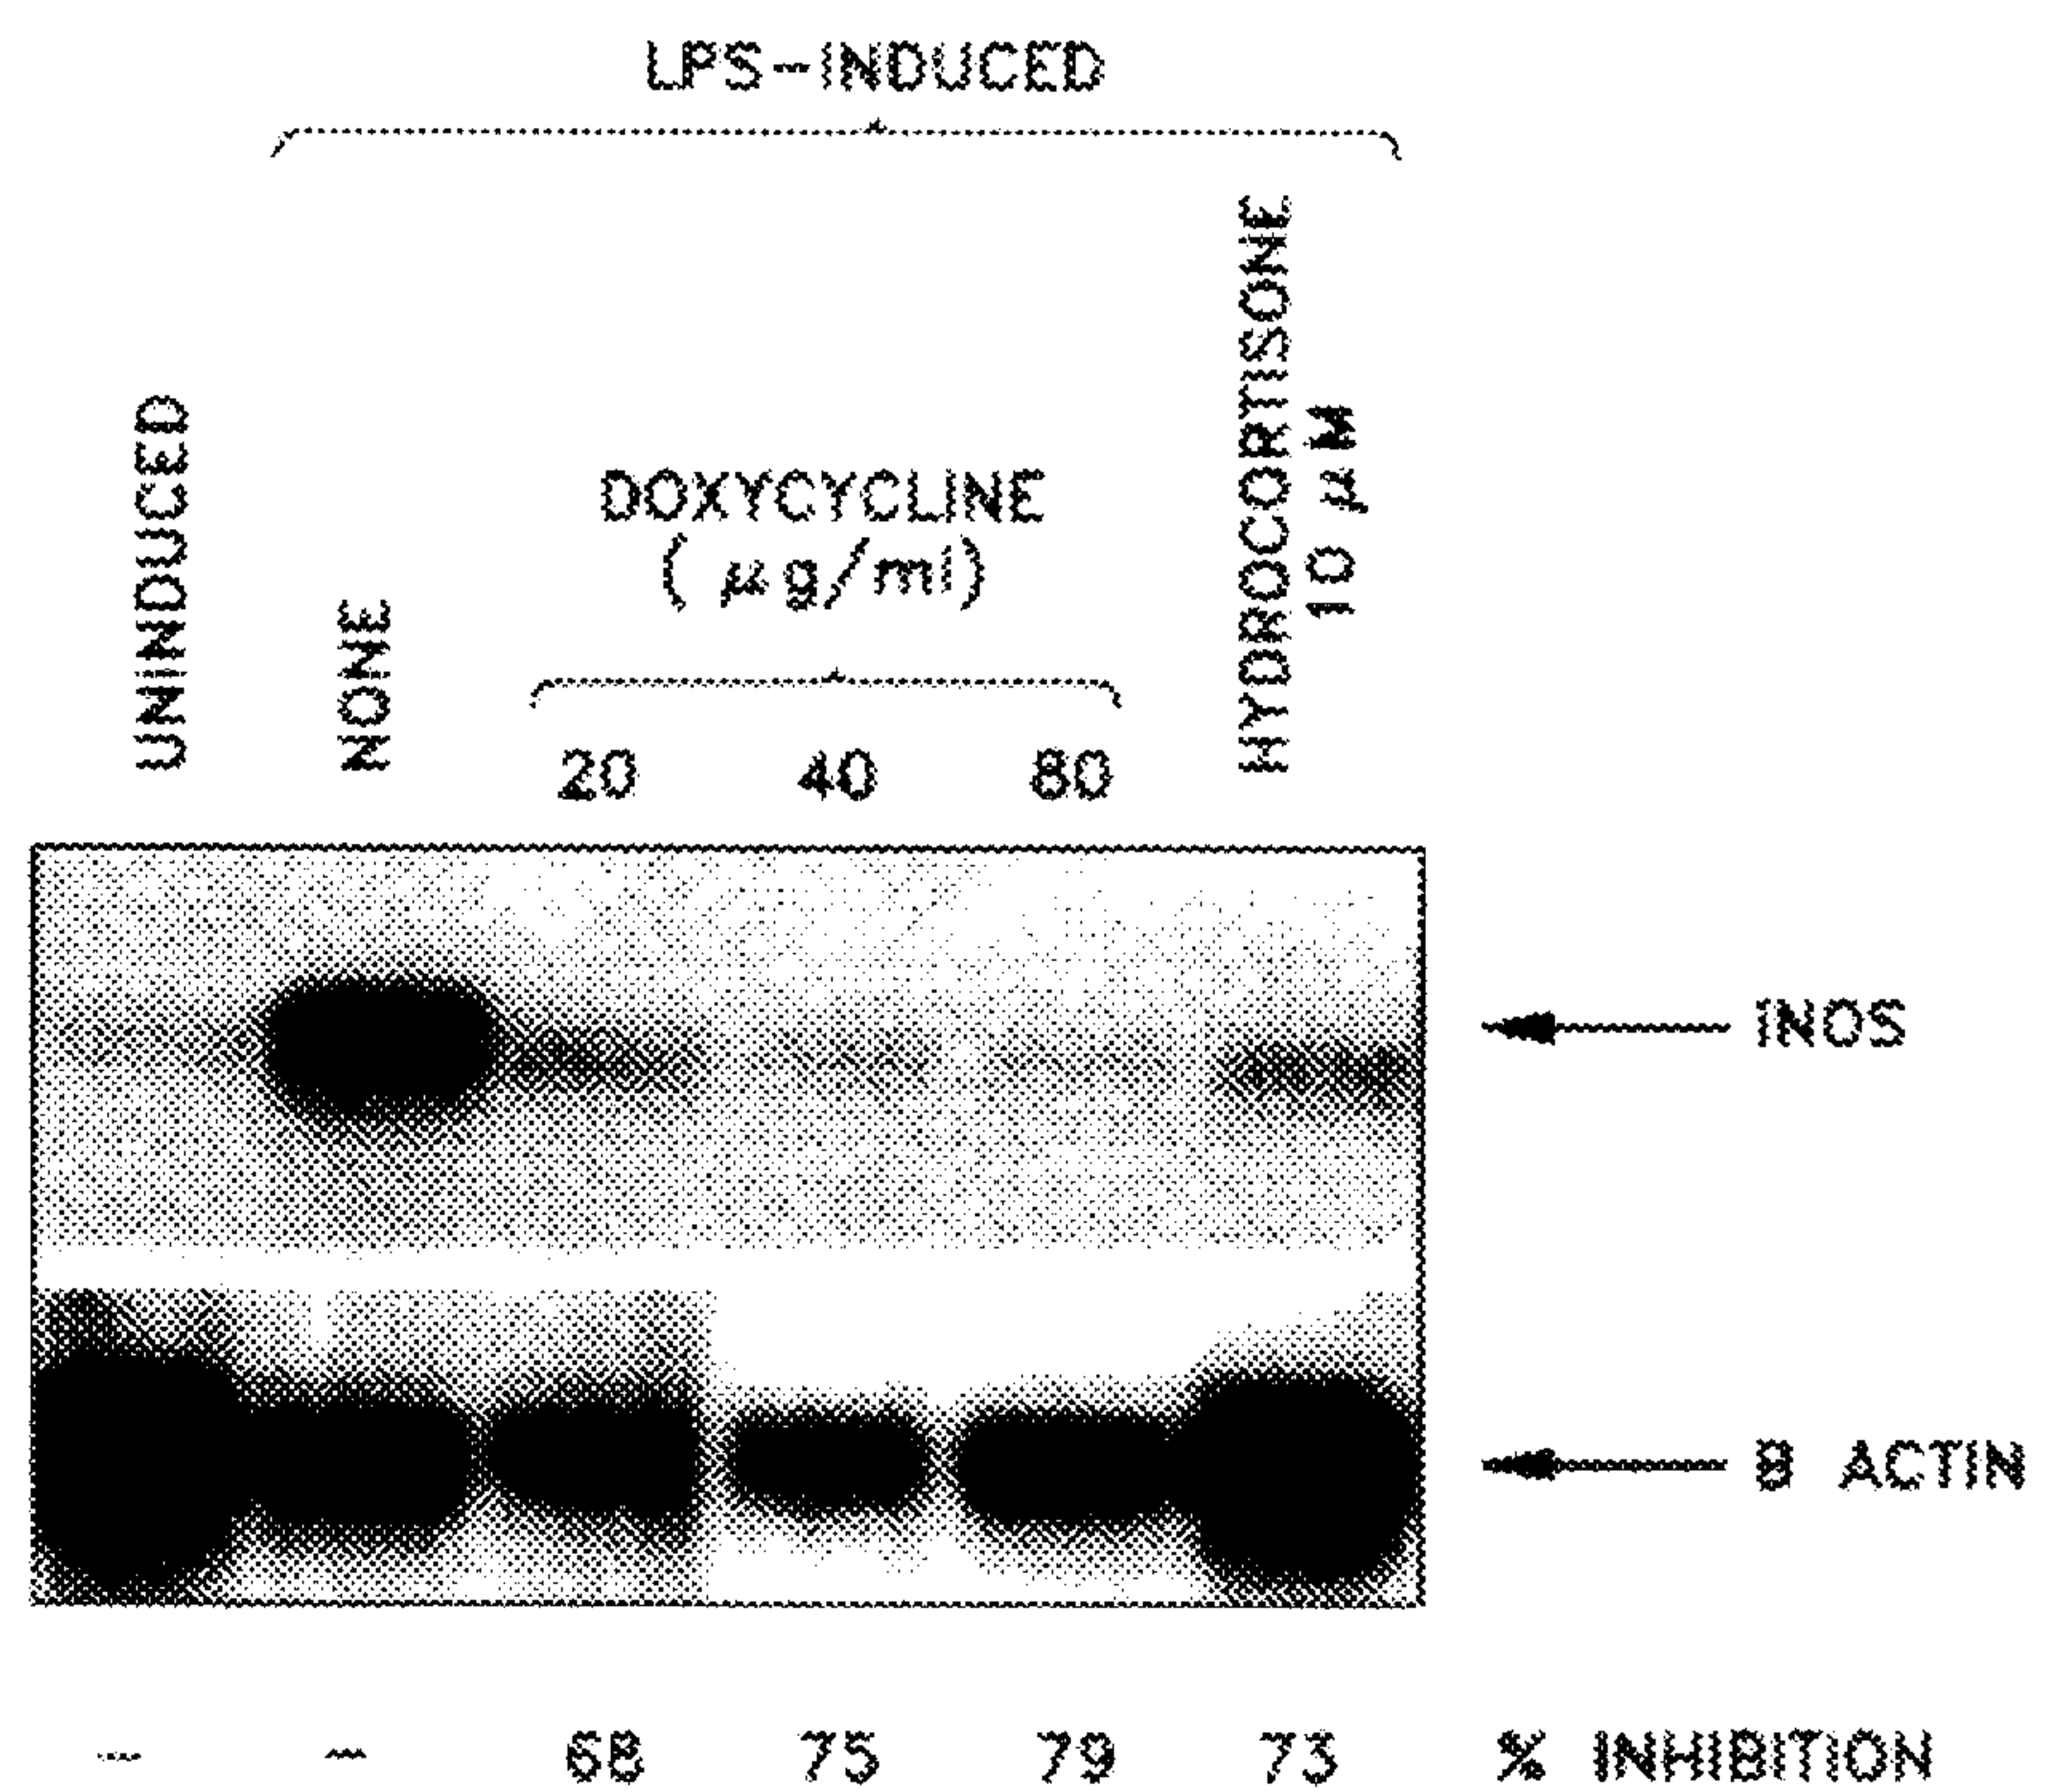 LPS-INDUCED
UNINDUCED
NONE
DOXYCYCLINE
( µg/ml)
20 40 80
HYDROCORTISONE
10 µM
INOS
B ACTIN
-- - 68 75 79 73 % INHIBITION